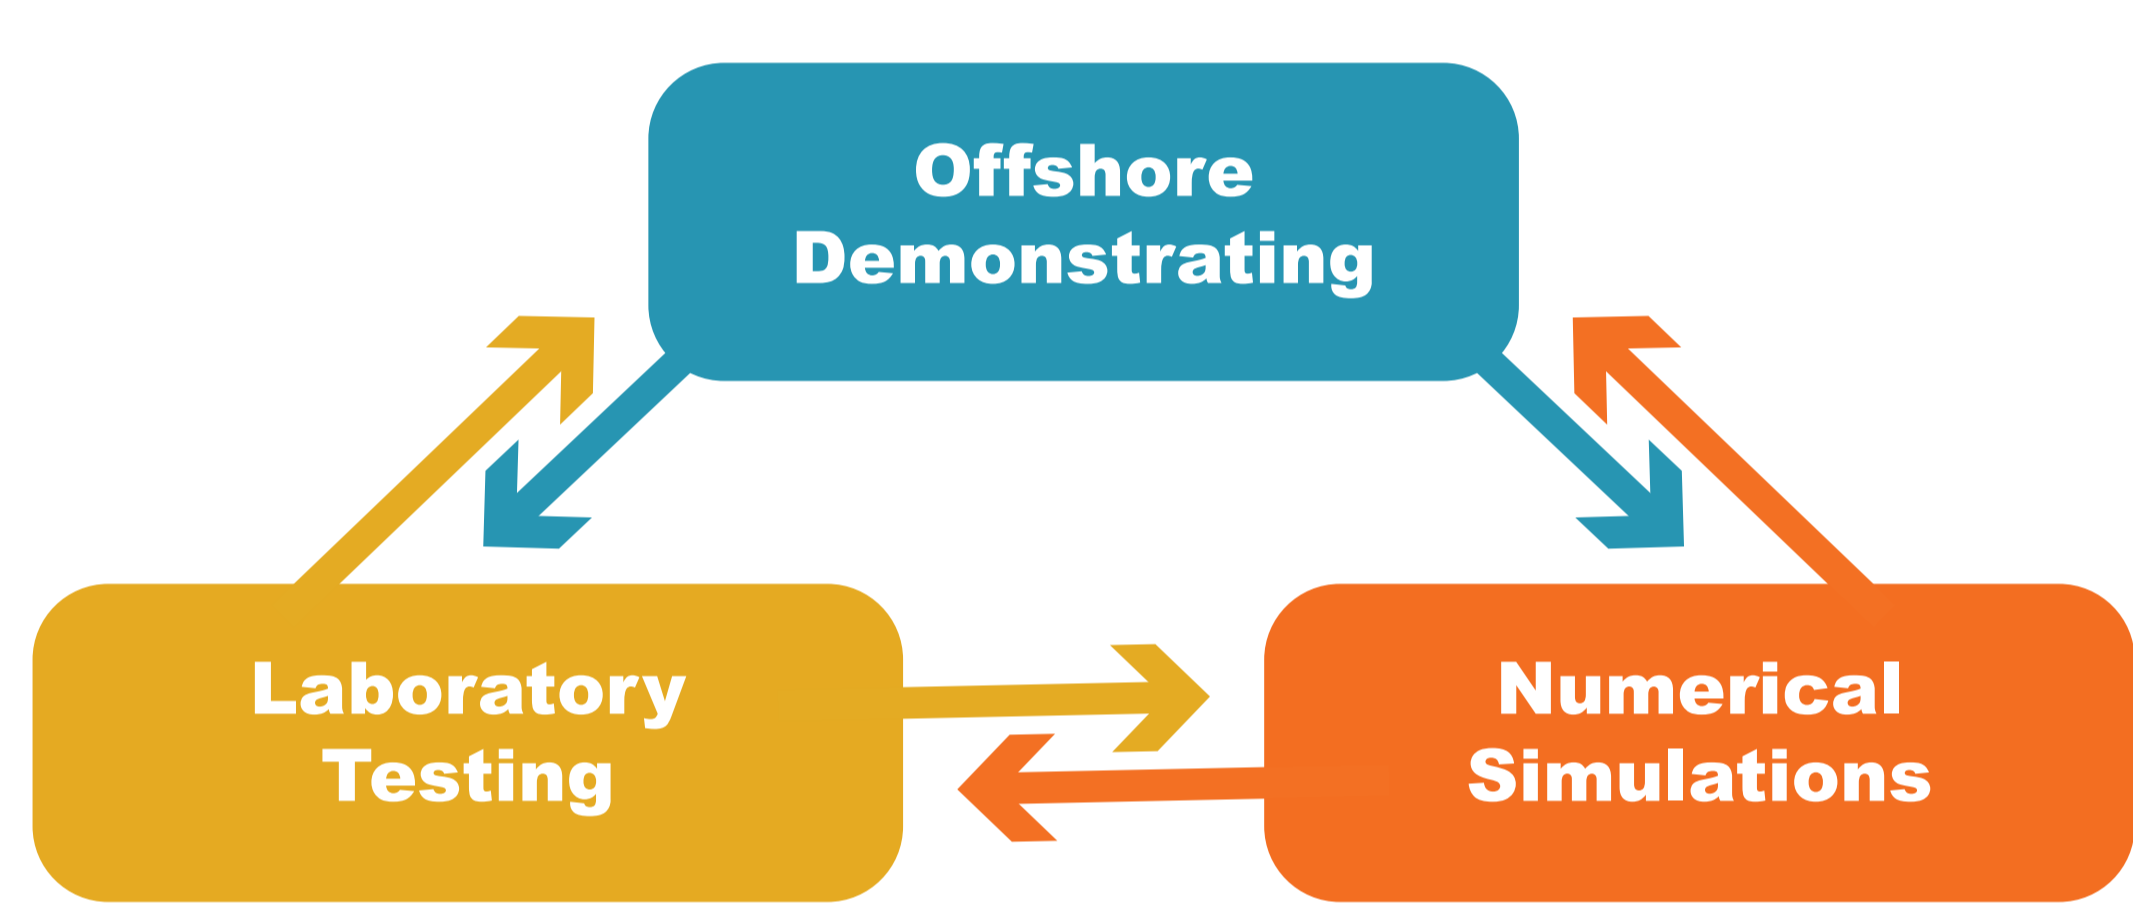 Offshore
Demonstrating
Laboratory
Testing
Numerical
Simulations